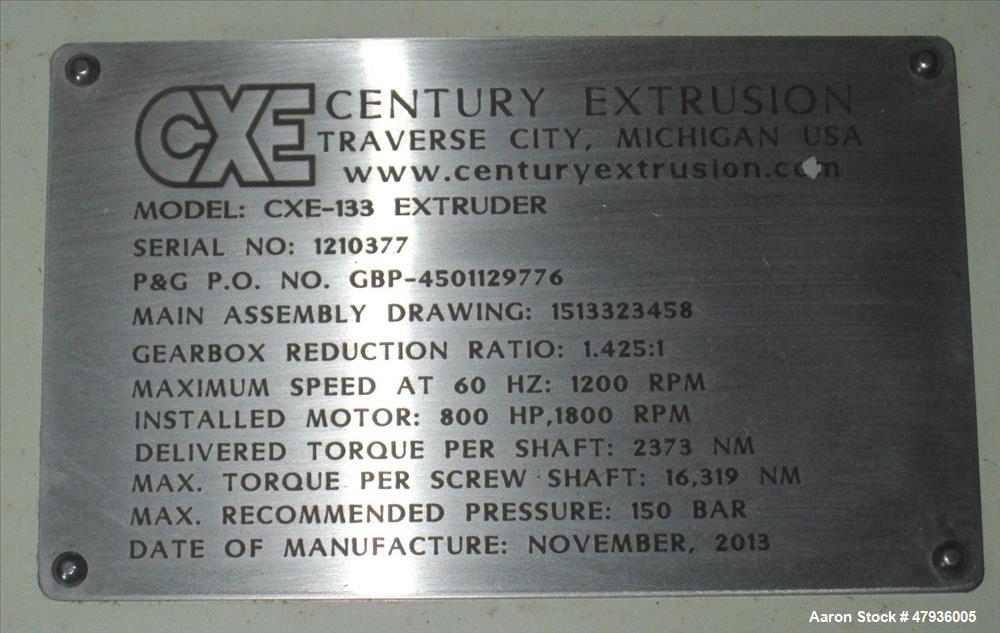 CXE CENTURY EXTRUSION
TRAVERSE CITY, MICHIGAN USA
www.centuryextrusion.com
MODEL: CXE-133 EXTRUDER
SERIAL NO: 1210377
P&G P.O. NO. GBP-4501129776
MAIN ASSEMBLY DRAWING: 1513323458
GEARBOX REDUCTION RATIO: 1.425:1
MAXIMUM SPEED AT 60 HZ: 1200 RPM
INSTALLED MOTOR: 800 HP,1800 RPM
DELIVERED TORQUE PER SHAFT: 2373 NM
MAX. TORQUE PER SCREW SHAFT: 16,319 NM
MAX. RECOMMENDED PRESSURE: 150 BAR
DATE OF MANUFACTURE: NOVEMBER, 2013
Aaron Stock # 47936005